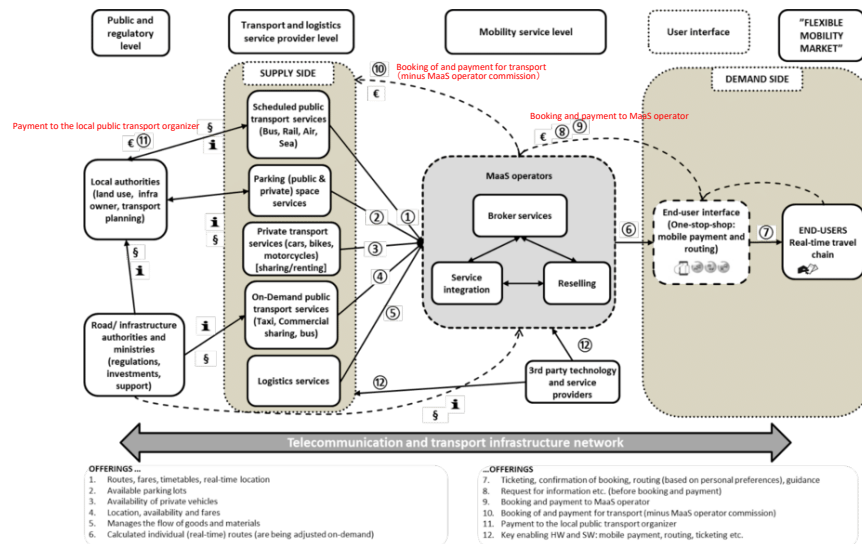 Public and
regulatory
level
Transport and logistics
service provider level
Mobility service level
User interface
"FLEXIBLE
MOBILITY
MARKET"
SUPPLY SIDE
DEMAND SIDE
⑩
Booking of and payment for transport
(minus MaaS operator commission)
€
Payment to the local public transport organizer
€ ⑪
§
i
Scheduled public
transport services
(Bus, Rail, Air,
Sea)
Booking and payment to MaaS operator
€ ⑧ ⑨
Local authorities
(land use, infra
owner, transport
planning)
Parking (public &
private) space
services
i
§
Private transport
services (cars, bikes,
motorcycles)
[sharing/renting]
①
②
③
④
⑤
MaaS operators
Broker services
Service
integration
Reselling
⑥
End-user interface
(One-stop-shop:
mobile payment and
routing)
⑦
END-USERS
Real-time travel
chain
§
i
On-Demand public
transport services
(Taxi, Commercial
sharing, bus)
i
§
Road/ infrastructure
authorities and
ministries
(regulations,
investments,
support)
Logistics services
⑫
⑫
3rd party technology
and service
providers
§
i
Telecommunication and transport infrastructure network
OFFERINGS ...
1. Routes, fares, timetables, real-time location
2. Available parking lots
3. Availability of private vehicles
4. Location, availability and fares
5. Manages the flow of goods and materials
6. Calculated individual (real-time) routes (are being adjusted on-demand)
...OFFERINGS
7. Ticketing, confirmation of booking, routing (based on personal preferences), guidance
8. Request for information etc. (before booking and payment)
9. Booking and payment to MaaS operator
10. Booking of and payment for transport (minus MaaS operator commission)
11. Payment to the local public transport organizer
12. Key enabling HW and SW: mobile payment, routing, ticketing etc.